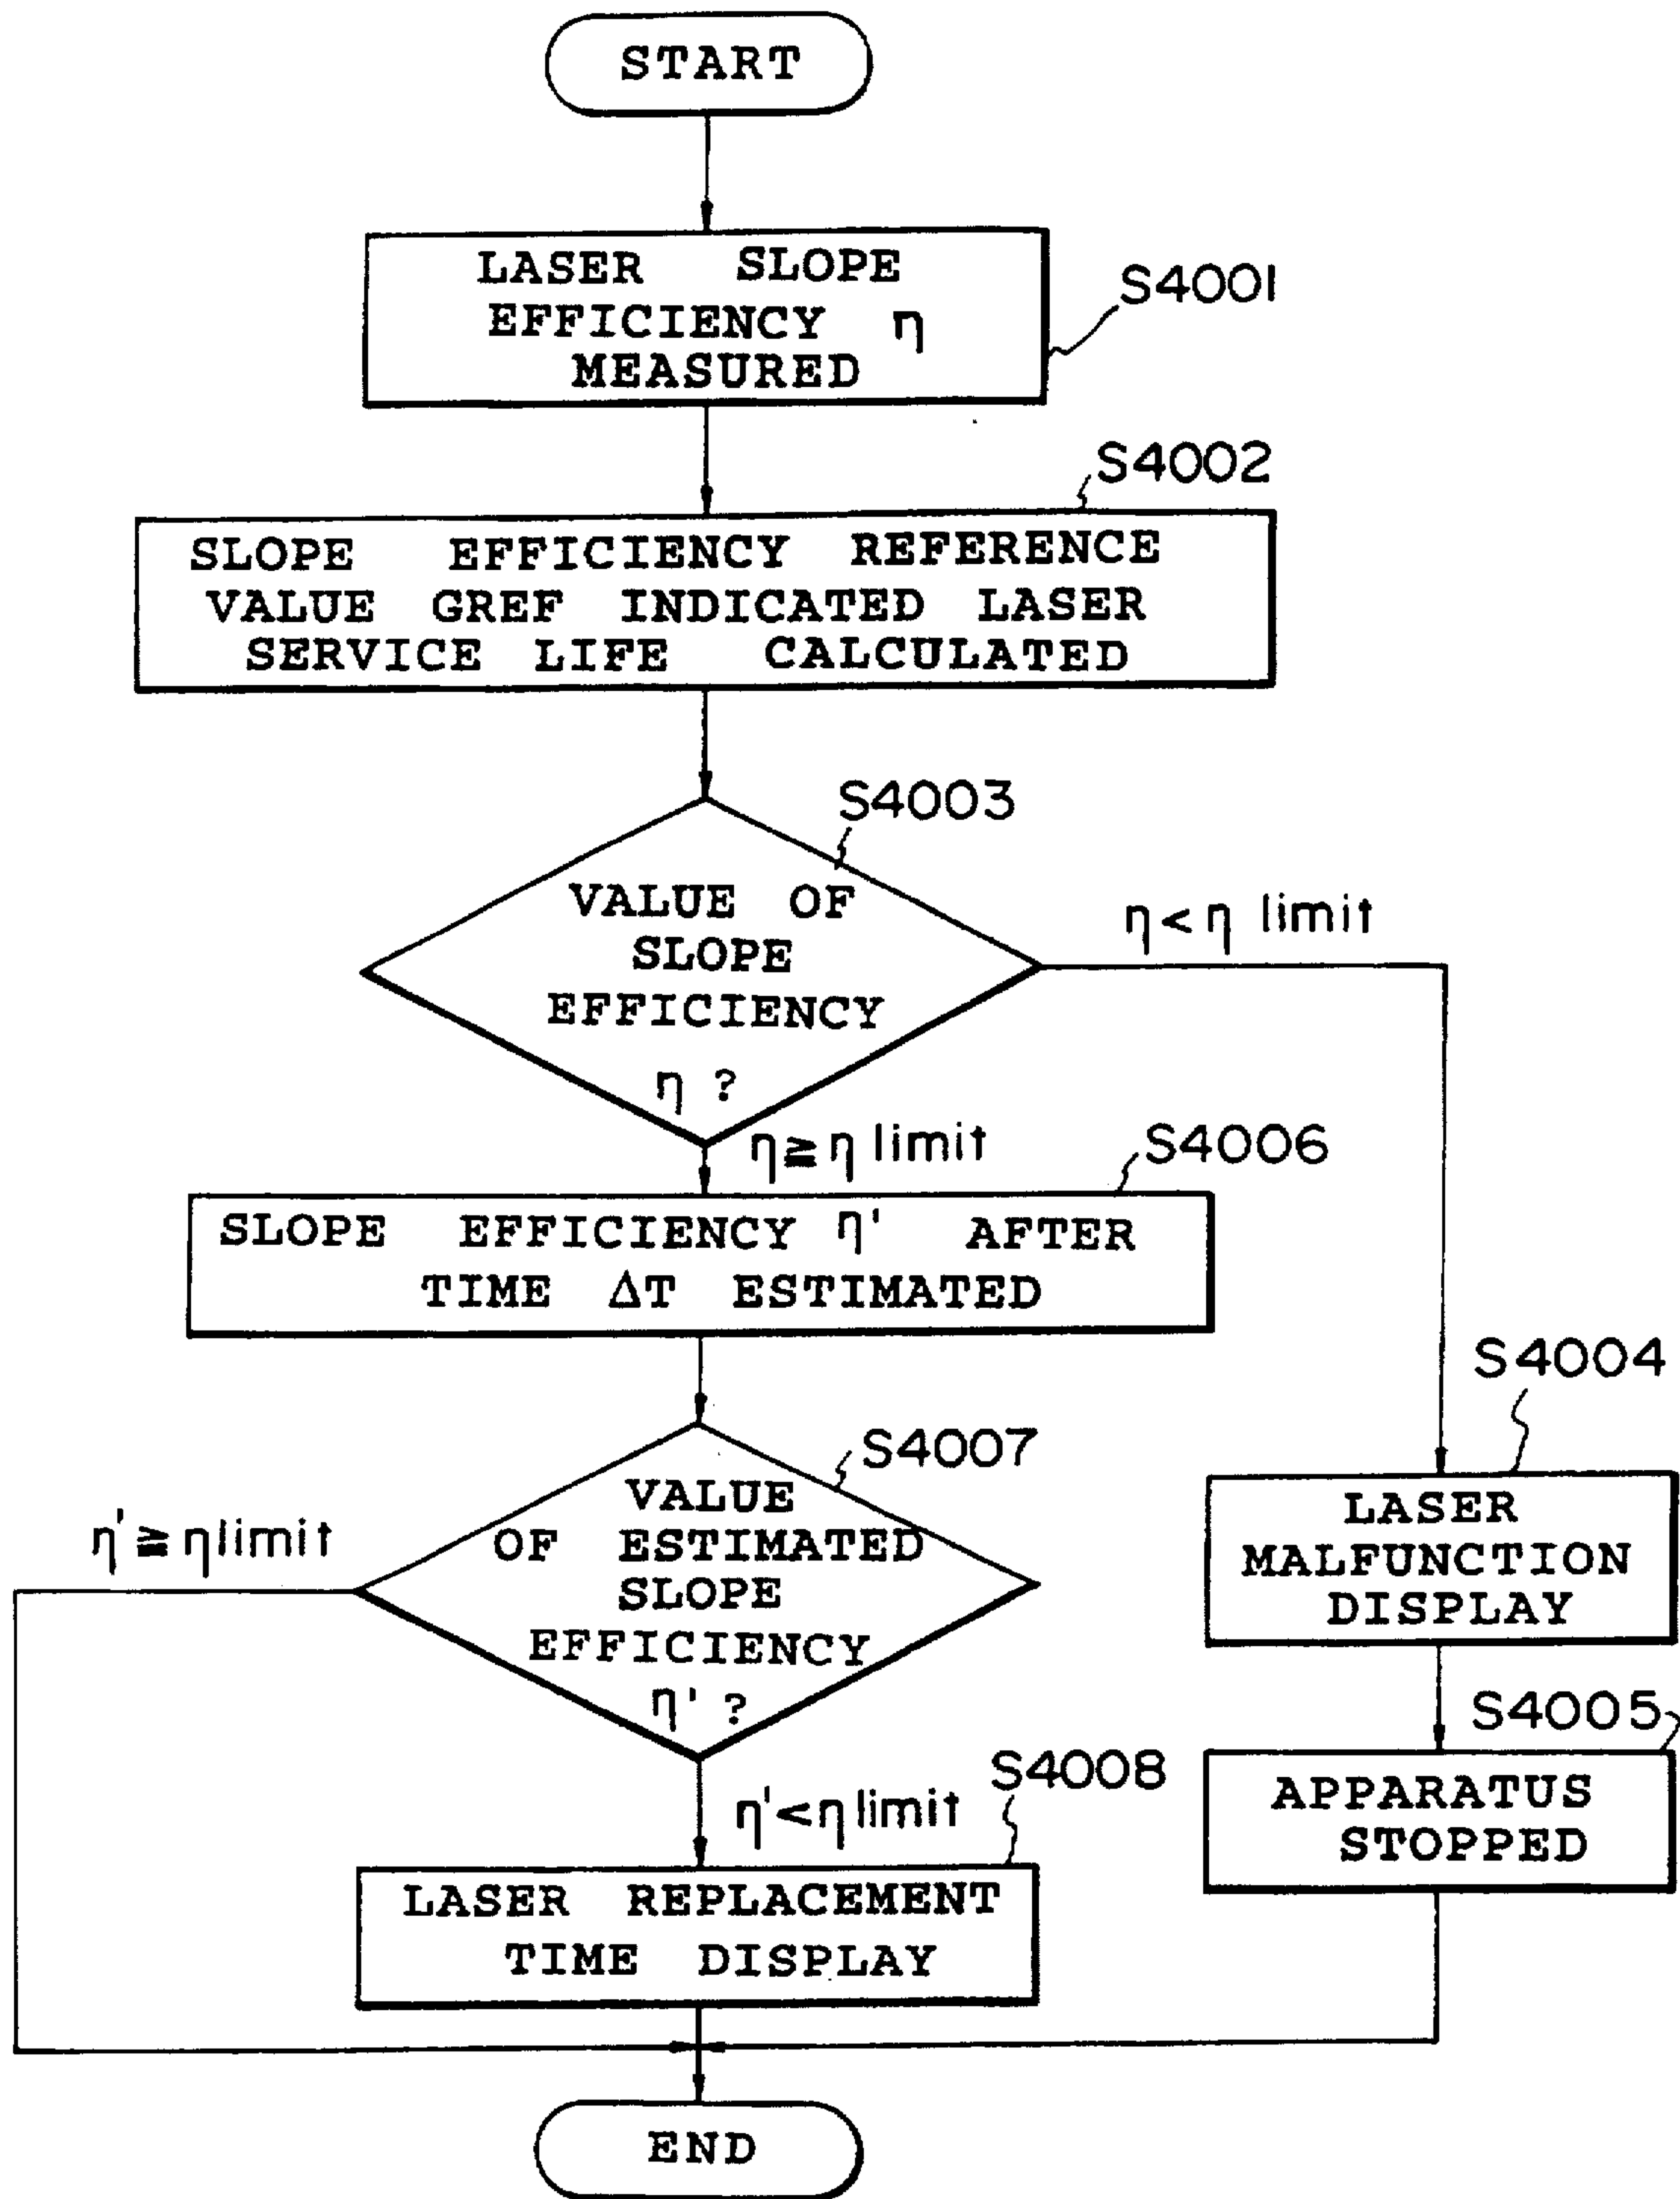 START
LASER SLOPE
EFFICIENCY η
MEASURED
S4001
S4002
SLOPE EFFICIENCY REFERENCE
VALUE GREF INDICATED LASER
SERVICE LIFE CALCULATED
S4003
VALUE OF
SLOPE
EFFICIENCY
η ?
η < η limit
η ≧ η limit
S4006
SLOPE EFFICIENCY η' AFTER
TIME ΔT ESTIMATED
S4004
LASER
MALFUNCTION
DISPLAY
S4007
VALUE
OF ESTIMATED
SLOPE
EFFICIENCY
η' ?
η' ≧ η limit
S4005
APPARATUS
STOPPED
η' < η limit
S4008
LASER REPLACEMENT
TIME DISPLAY
END